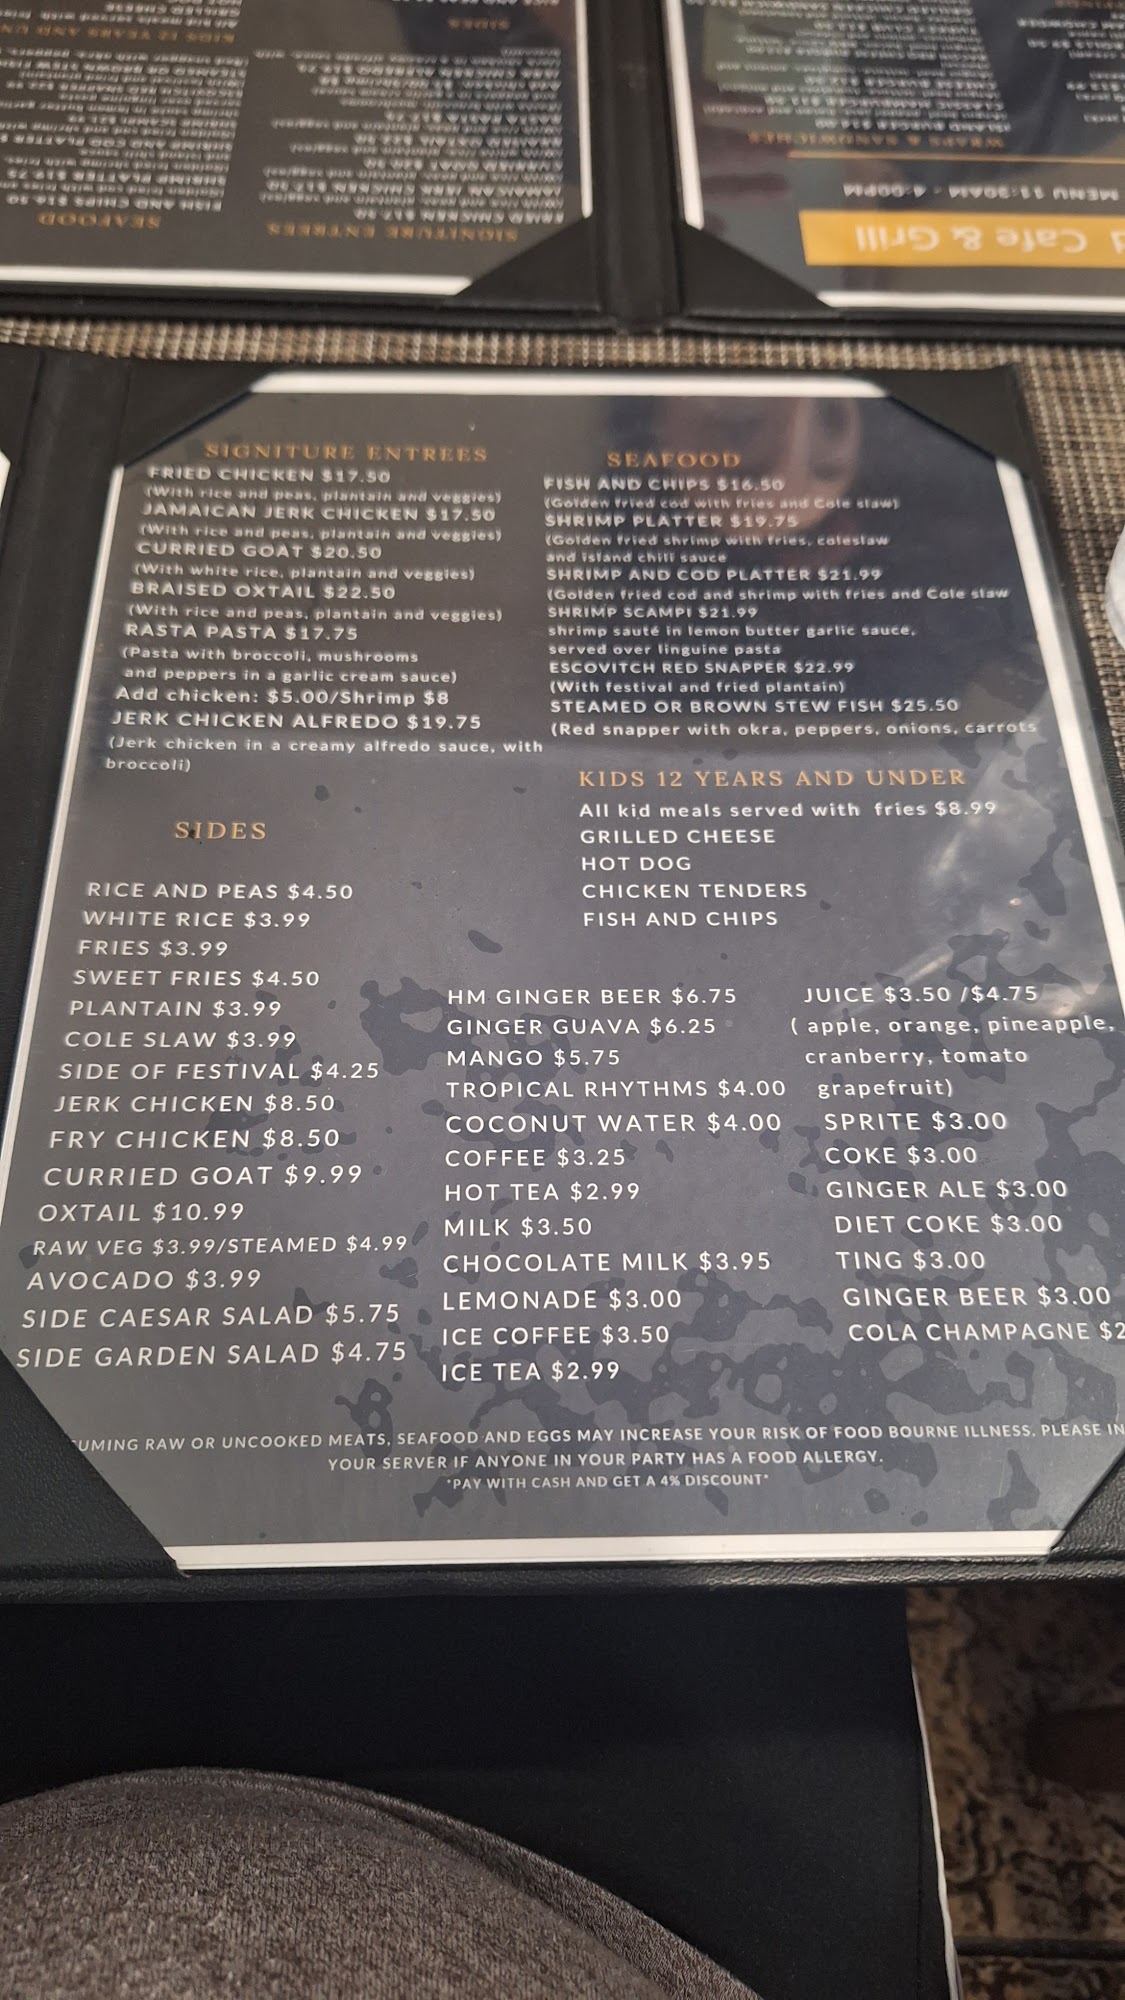 Cafe & Grill
MENU 11:30AM - 4:00PM
WRAPS & SANDWICHES
SIGNITURE ENTREES
SEAFOOD
SIDES
SIGNITURE ENTREES
FRIED CHICKEN $17.50
(With rice and peas, plantain and veggies)
JAMAICAN JERK CHICKEN $17.50
(With rice and peas, plantain and veggies)
CURRIED GOAT $20.50
(With white rice, plantain and veggies)
BRAISED OXTAIL $22.50
(With rice and peas, plantain and veggies)
RASTA PASTA $17.75
(Pasta with broccoli, mushrooms
and peppers in a garlic cream sauce)
Add chicken: $5.00/Shrimp $8
JERK CHICKEN ALFREDO $19.75
(Jerk chicken in a creamy alfredo sauce, with
broccoli)
SEAFOOD
FISH AND CHIPS $16.50
(Golden fried cod with fries and Cole slaw)
SHRIMP PLATTER $19.75
(Golden fried shrimp with fries, coleslaw
and island chili sauce
SHRIMP AND COD PLATTER $21.99
(Golden fried cod and shrimp with fries and Cole slaw
SHRIMP SCAMPI $21.99
shrimp sauté in lemon butter garlic sauce,
served over linguine pasta
ESCOVITCH RED SNAPPER $22.99
(With festival and fried plantain)
STEAMED OR BROWN STEW FISH $25.50
(Red snapper with okra, peppers, onions, carrots
KIDS 12 YEARS AND UNDER
All kid meals served with fries $8.99
GRILLED CHEESE
HOT DOG
CHICKEN TENDERS
FISH AND CHIPS
SIDES
RICE AND PEAS $4.50
WHITE RICE $3.99
FRIES $3.99
SWEET FRIES $4.50
PLANTAIN $3.99
COLE SLAW $3.99
SIDE OF FESTIVAL $4.25
JERK CHICKEN $8.50
FRY CHICKEN $8.50
CURRIED GOAT $9.99
OXTAIL $10.99
RAW VEG $3.99/STEAMED $4.99
AVOCADO $3.99
SIDE CAESAR SALAD $5.75
SIDE GARDEN SALAD $4.75
HM GINGER BEER $6.75
GINGER GUAVA $6.25
MANGO $5.75
TROPICAL RHYTHMS $4.00
COCONUT WATER $4.00
COFFEE $3.25
HOT TEA $2.99
MILK $3.50
CHOCOLATE MILK $3.95
LEMONADE $3.00
ICE COFFEE $3.50
ICE TEA $2.99
JUICE $3.50 /$4.75
( apple, orange, pineapple,
cranberry, tomato
grapefruit)
SPRITE $3.00
COKE $3.00
GINGER ALE $3.00
DIET COKE $3.00
TING $3.00
GINGER BEER $3.00
COLA CHAMPAGNE $2
UMING RAW OR UNCOOKED MEATS, SEAFOOD AND EGGS MAY INCREASE YOUR RISK OF FOOD BOURNE ILLNESS. PLEASE IN
YOUR SERVER IF ANYONE IN YOUR PARTY HAS A FOOD ALLERGY.
*PAY WITH CASH AND GET A 4% DISCOUNT*